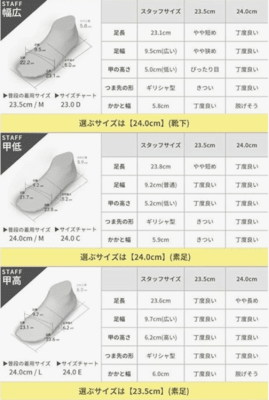 STAFF
幅広
スタッフサイズ 23.5cm 24.0cm
足長 23.1cm やや短め 丁度良い
足幅 9.5cm(広い) やや狭め 丁度良い
甲の高さ 5.0cm(低い) ぴったり目 丁度良い
つま先の形 ギリシャ型 きつい 丁度良い
かかと幅 5.8cm 丁度良い 脱げそう
▶普段の着用サイズ ▶サイズチャート
23.5cm / M 23.0 D
選ぶサイズは【24.0cm】(靴下)
STAFF
甲低
スタッフサイズ 23.5cm 24.0cm
足長 23.8cm やや短め 丁度良い
足幅 9.2cm(普通) 丁度良い 丁度良い
甲の高さ 5.2cm(低い) 丁度良い 丁度良い
つま先の形 ギリシャ型 きつい 丁度良い
かかと幅 5.9cm きつい 丁度良い
▶普段の着用サイズ ▶サイズチャート
24.0cm / M 24.0 C
選ぶサイズは【24.0cm】(素足)
STAFF
甲高
スタッフサイズ 23.5cm 24.0cm
足長 23.6cm 丁度良い やや長め
足幅 9.7cm(広い) 丁度良い 丁度良い
甲の高さ 6.2cm(高い) 丁度良い 丁度良い
つま先の形 ギリシャ型 丁度良い 丁度良い
かかと幅 6.0cm 丁度良い 脱げそう
▶普段の着用サイズ ▶サイズチャート
24.0cm / L 24.0 E
選ぶサイズは【23.5cm】(素足)